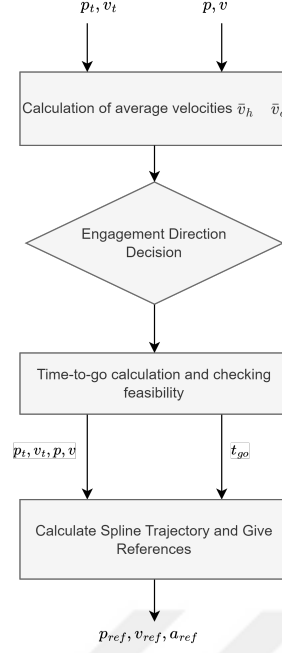 p_t, v_t p, v
Calculation of average velocities v̄_h v̄
Engagement Direction
Decision
Time-to-go calculation and checking
feasibility
p_t, v_t, p, v t_go
Calculate Spline Trajectory and Give
References
p_ref, v_ref, a_ref